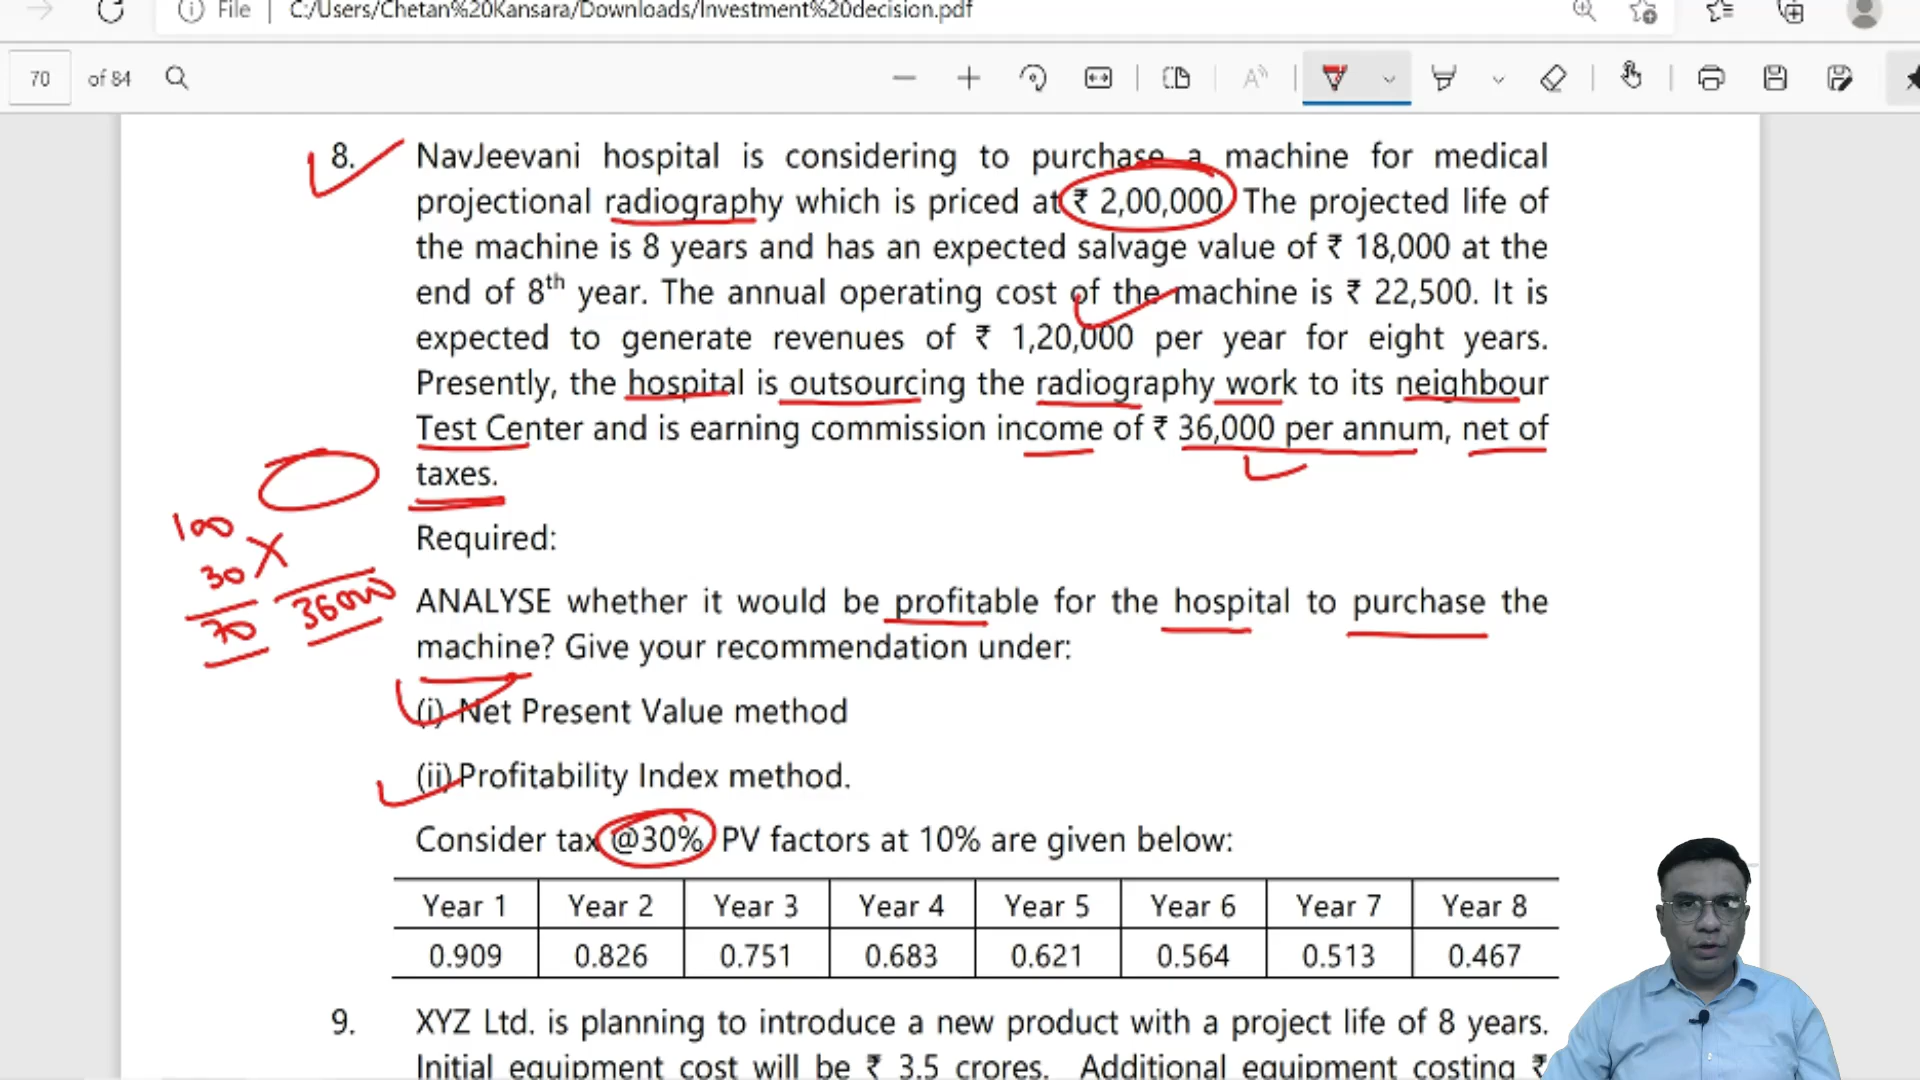 File | C:/Users/Chetan%20Kansara/Downloads/Investment%20decision.pdf
70 of 84
8. NavJeevani hospital is considering to purchase a machine for medical
projectional radiography which is priced at ₹ 2,00,000 The projected life of
the machine is 8 years and has an expected salvage value of ₹ 18,000 at the
end of 8th year. The annual operating cost of the machine is ₹ 22,500. It is
expected to generate revenues of ₹ 1,20,000 per year for eight years.
Presently, the hospital is outsourcing the radiography work to its neighbour
Test Center and is earning commission income of ₹ 36,000 per annum, net of
taxes.
100
30
70
36000
Required:
ANALYSE whether it would be profitable for the hospital to purchase the
machine? Give your recommendation under:
(i) Net Present Value method
(ii) Profitability Index method.
Consider tax @30% PV factors at 10% are given below:
Year 1 Year 2 Year 3 Year 4 Year 5 Year 6 Year 7 Year 8
0.909 0.826 0.751 0.683 0.621 0.564 0.513 0.467
9. XYZ Ltd. is planning to introduce a new product with a project life of 8 years.
Initial equipment cost will be ₹ 3.5 crores. Additional equipment costing ₹